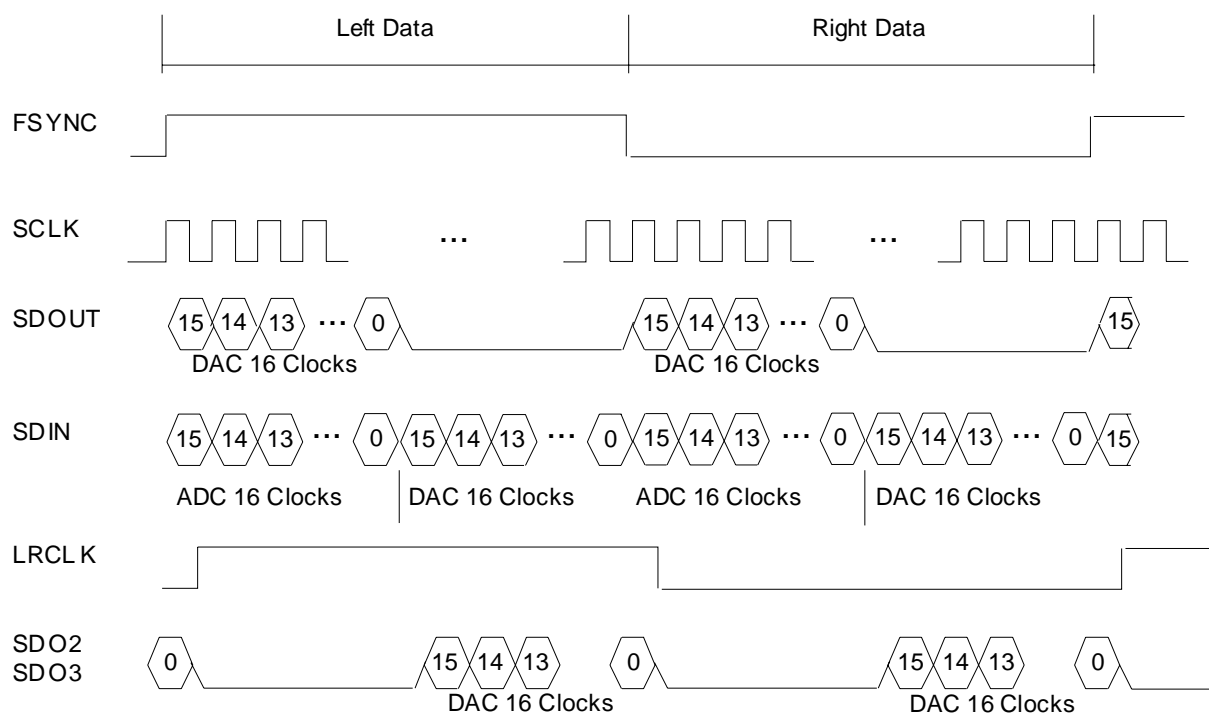 Left Data Right Data
FSYNC
SCLK ... ...
SDOUT 15 14 13 ... 0 15 14 13 ... 0 15
DAC 16 Clocks DAC 16 Clocks
SDIN 15 14 13 ... 0 15 14 13 ... 0 15 14 13 ... 0 15 14 13 ... 0 15
ADC 16 Clocks DAC 16 Clocks ADC 16 Clocks DAC 16 Clocks
LRCLK
SDO2
SDO3 0 15 14 13 0 15 14 13 0
DAC 16 Clocks DAC 16 Clocks